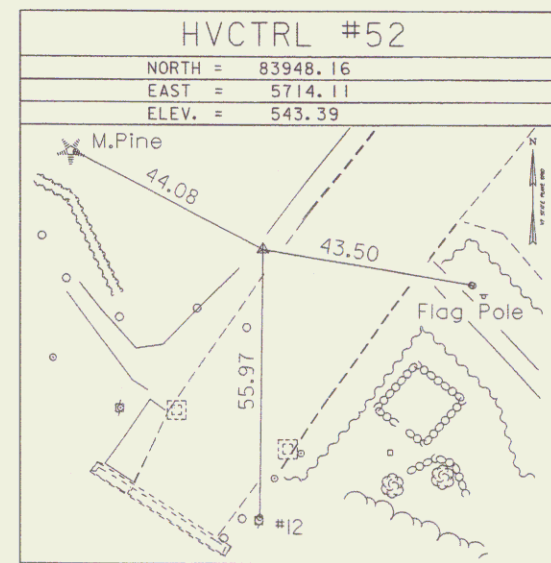 HVCTRL #52
NORTH = 83948.16
EAST = 5714.11
ELEV. = 543.39
M.Pine
N
44.08
43.50
Flag Pole
55.97
#12